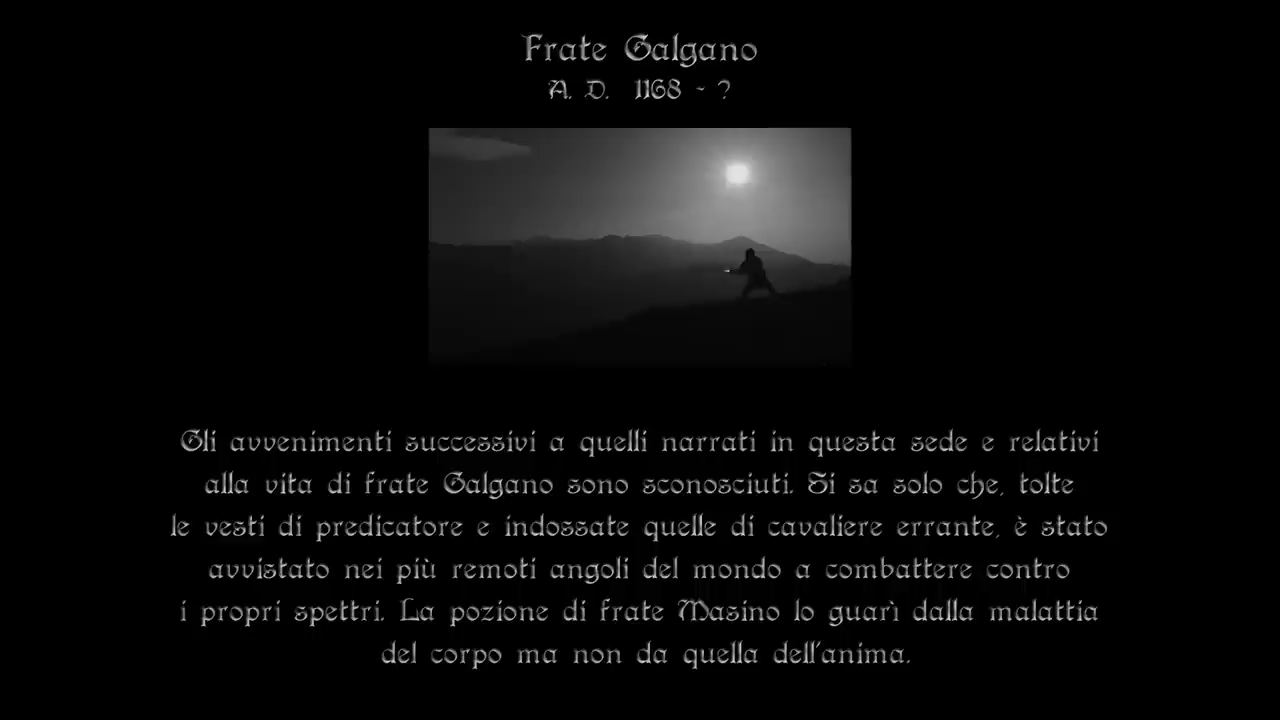 Frate Galgano
A. D. 1168 - ?
Gli avvenimenti successivi a quelli narrati in questa sede e relativi
alla vita di frate Galgano sono sconosciuti. Si sa solo che, tolte
le vesti di predicatore e indossate quelle di cavaliere errante, è stato
avvistato nei più remoti angoli del mondo a combattere contro
i propri spettri. La pozione di frate Masino lo guarì dalla malattia
del corpo ma non da quella dell'anima.